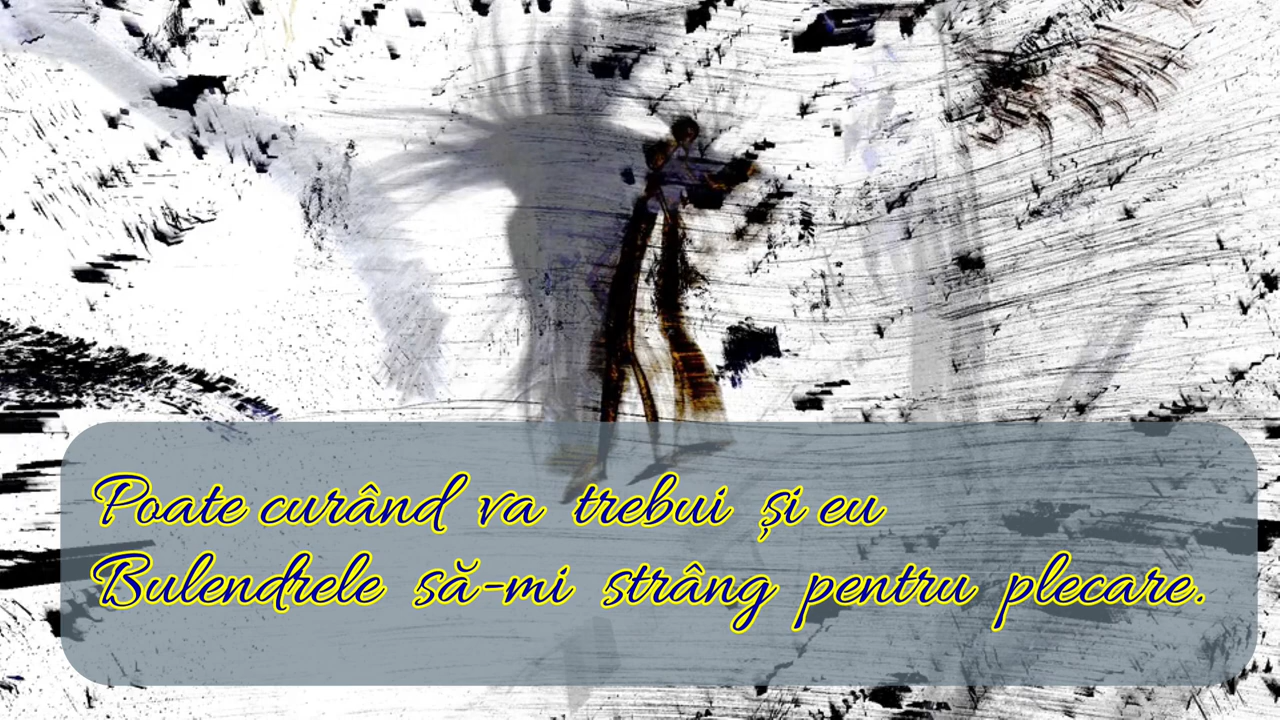 Poate curând va trebui și eu
Bulendrele să-mi strâng pentru plecare.